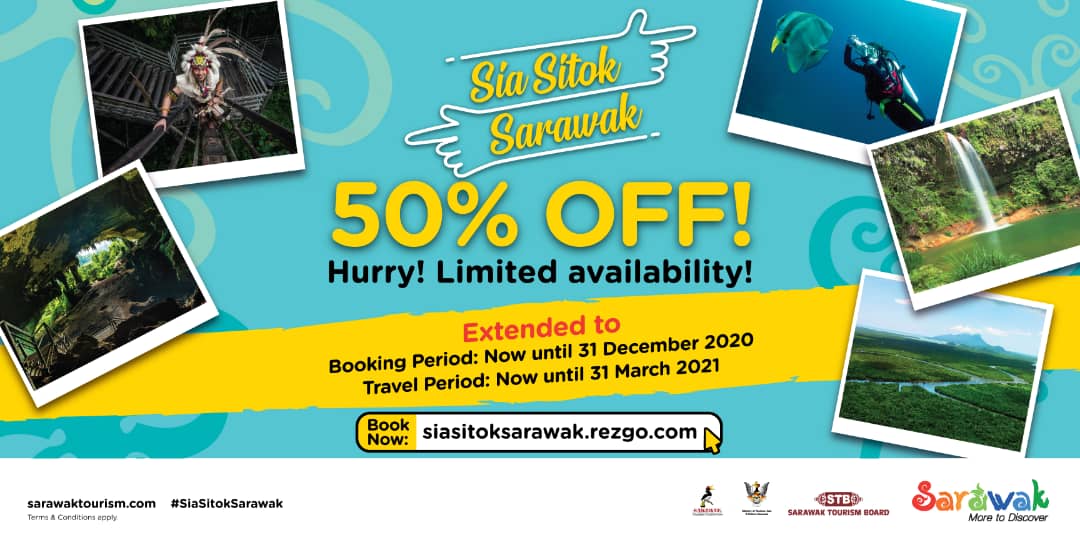 Sia Sitok
Sarawak
50% OFF!
Hurry! Limited availability!
Extended to
Booking Period: Now until 31 December 2020
Travel Period: Now until 31 March 2021
Book
Now:
siasitoksarawak.rezgo.com
sarawaktourism.com #SiaSitokSarawak
Terms & Conditions apply.
STB
SARAWAK TOURISM BOARD
Sarawak
More to Discover